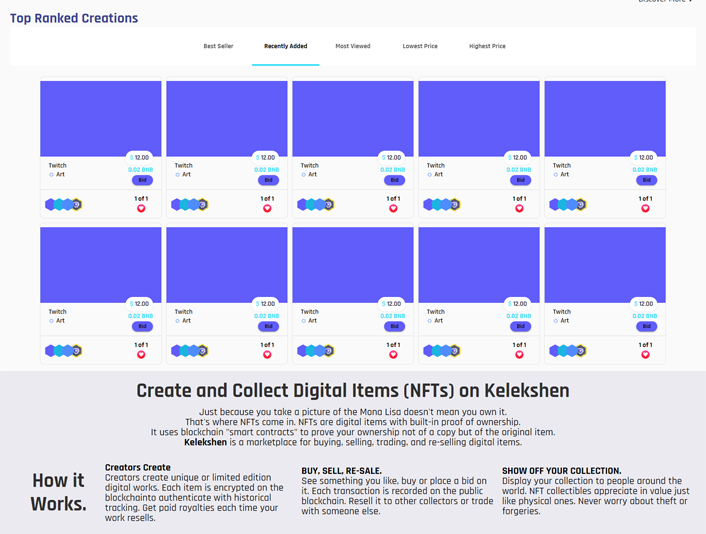 Discover More
Top Ranked Creations
Best Seller Recently Added Most Viewed Lowest Price Highest Price
$ 12.00 $ 12.00 $ 12.00 $ 12.00 $ 12.00
Twitch Twitch Twitch Twitch Twitch
Art 0.02 BNB Art 0.02 BNB Art 0.02 BNB Art 0.02 BNB Art 0.02 BNB
Bid Bid Bid Bid Bid
1 of 1 1 of 1 1 of 1 1 of 1 1 of 1
$ 12.00 $ 12.00 $ 12.00 $ 12.00 $ 12.00
Twitch Twitch Twitch Twitch Twitch
Art 0.02 BNB Art 0.02 BNB Art 0.02 BNB Art 0.02 BNB Art 0.02 BNB
Bid Bid Bid Bid Bid
1 of 1 1 of 1 1 of 1 1 of 1 1 of 1
Create and Collect Digital Items (NFTs) on Kelekshen
Just because you take a picture of the Mona Lisa doesn't mean you own it.
That's where NFTs come in. NFTs are digital items with built-in proof of ownership.
It uses blockchain "smart contracts" to prove your ownership not of a copy but of the original item.
Kelekshen is a marketplace for buying, selling, trading, and re-selling digital items.
How it
Works.
Creators Create
Creators create unique or limited edition
digital works. Each item is encrypted on the
blockchainto authenticate with historical
tracking. Get paid royalties each time your
work resells.
BUY, SELL, RE-SALE.
See something you like, buy or place a bid on
it. Each transaction is recorded on the public
blockchain. Resell it to other collectors or trade
with someone else.
SHOW OFF YOUR COLLECTION.
Display your collection to people around the
world. NFT collectibles appreciate in value just
like physical ones. Never worry about theft or
forgeries.